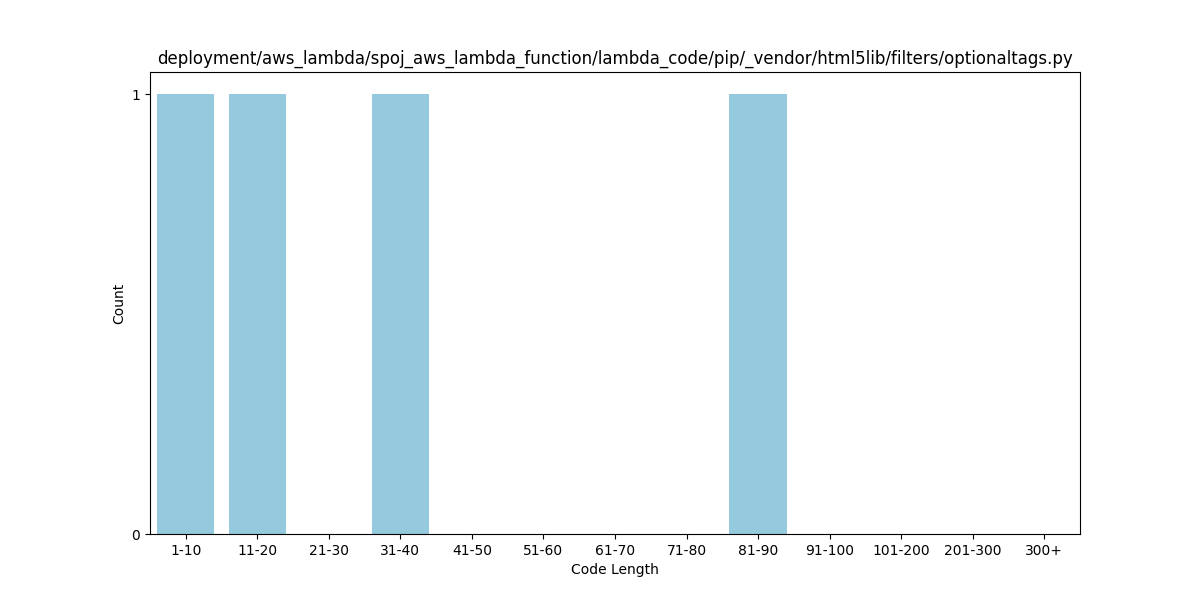 deployment/aws_lambda/spoj_aws_lambda_function/lambda_code/pip/_vendor/html5lib/filters/optionaltags.py
1
Count
0
1-10 11-20 21-30 31-40 41-50 51-60 61-70 71-80 81-90 91-100 101-200 201-300 300+
Code Length